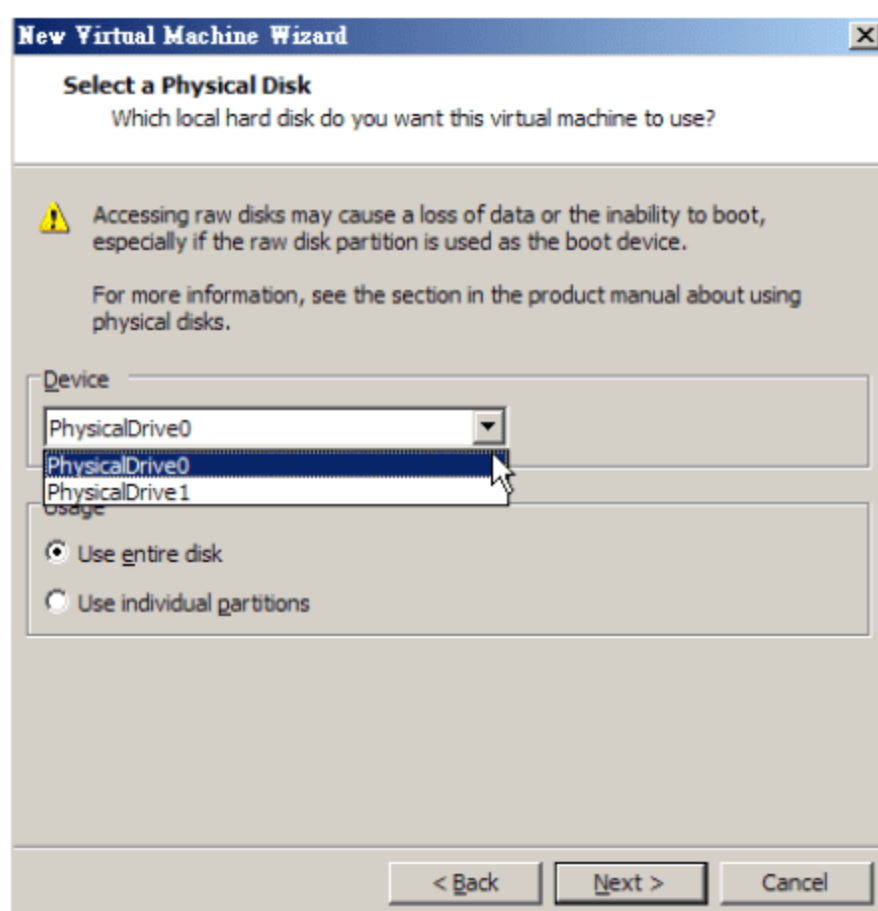 New Virtual Machine Wizard
Select a Physical Disk
Which local hard disk do you want this virtual machine to use?
Accessing raw disks may cause a loss of data or the inability to boot,
especially if the raw disk partition is used as the boot device.
For more information, see the section in the product manual about using
physical disks.
Device
PhysicalDrive0
PhysicalDrive0
PhysicalDrive1
Usage
Use entire disk
Use individual partitions
< Back Next > Cancel